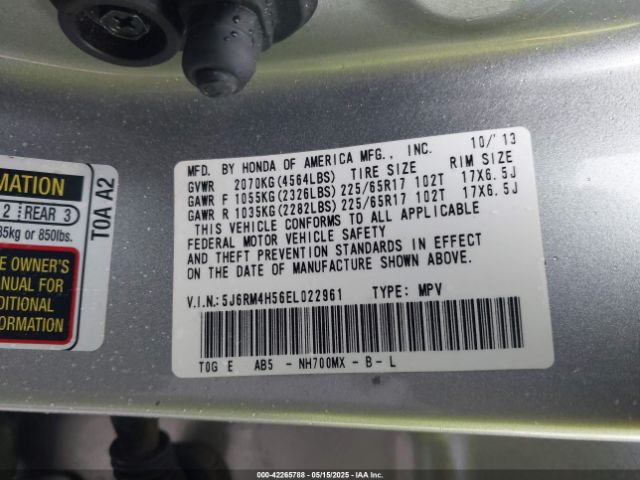 10/'13
MFD. BY HONDA OF AMERICA MFG., INC.
GVWR 2070KG(4564LBS) TIRE SIZE RIM SIZE
GAWR F 1055KG(2326LBS) 225/65R17 102T 17X6.5J
GAWR R 1035KG(2282LBS) 225/65R17 102T 17X6.5J
THIS VEHICLE CONFORMS TO ALL APPLICABLE
FEDERAL MOTOR VEHICLE SAFETY
AND THEFT PREVENTION STANDARDS IN EFFECT
ON THE DATE OF MANUFACTURE SHOWN ABOVE.
V.I.N.: 5J6RM4H56EL022961 TYPE: MPV
T0G E AB5 - NH700MX - B - L
MATION
2 REAR 3
85kg or 850lbs.
E OWNER'S
NUAL FOR
DITIONAL
FORMATION
T0A A2
000-42265788 - 05/15/2025 - IAA Inc.